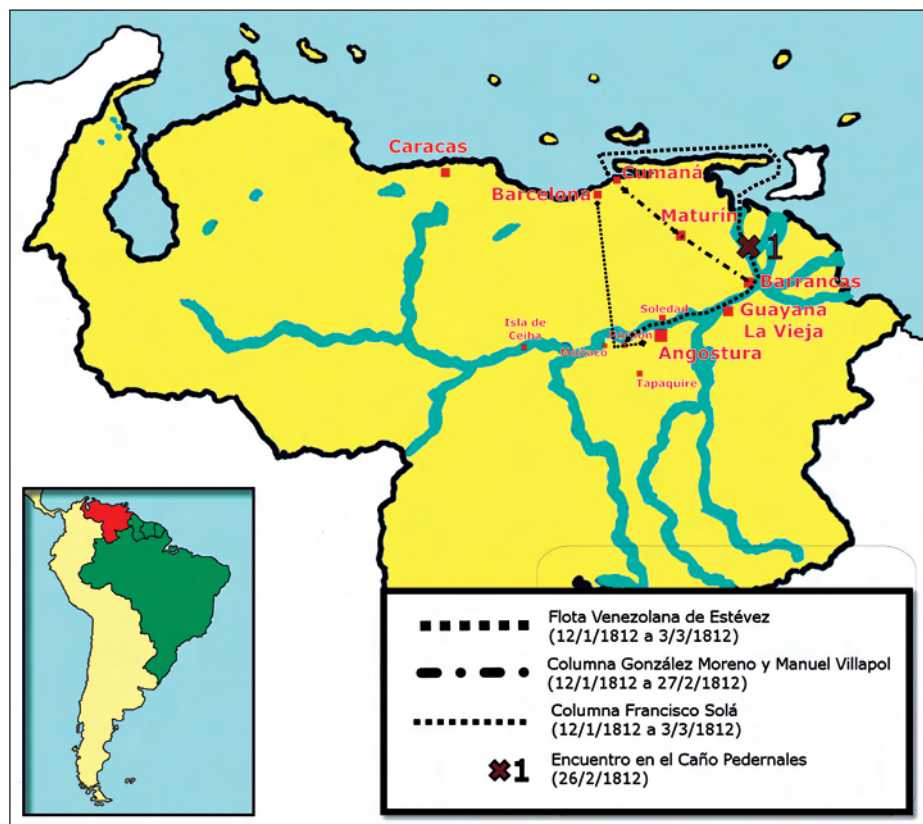 Caracas
Cumaná
Barcelona
Maturín
1
Barrancas
Soledad
Guayana
La Vieja
Isla de
Ceiba
Angostura
Tapaquire
Flota Venezolana de Estévez
(12/1/1812 a 3/3/1812)
Columna González Moreno y Manuel Villapol
(12/1/1812 a 27/2/1812)
Columna Francisco Solá
(12/1/1812 a 3/3/1812)
1
Encuentro en el Caño Pedernales
(26/2/1812)